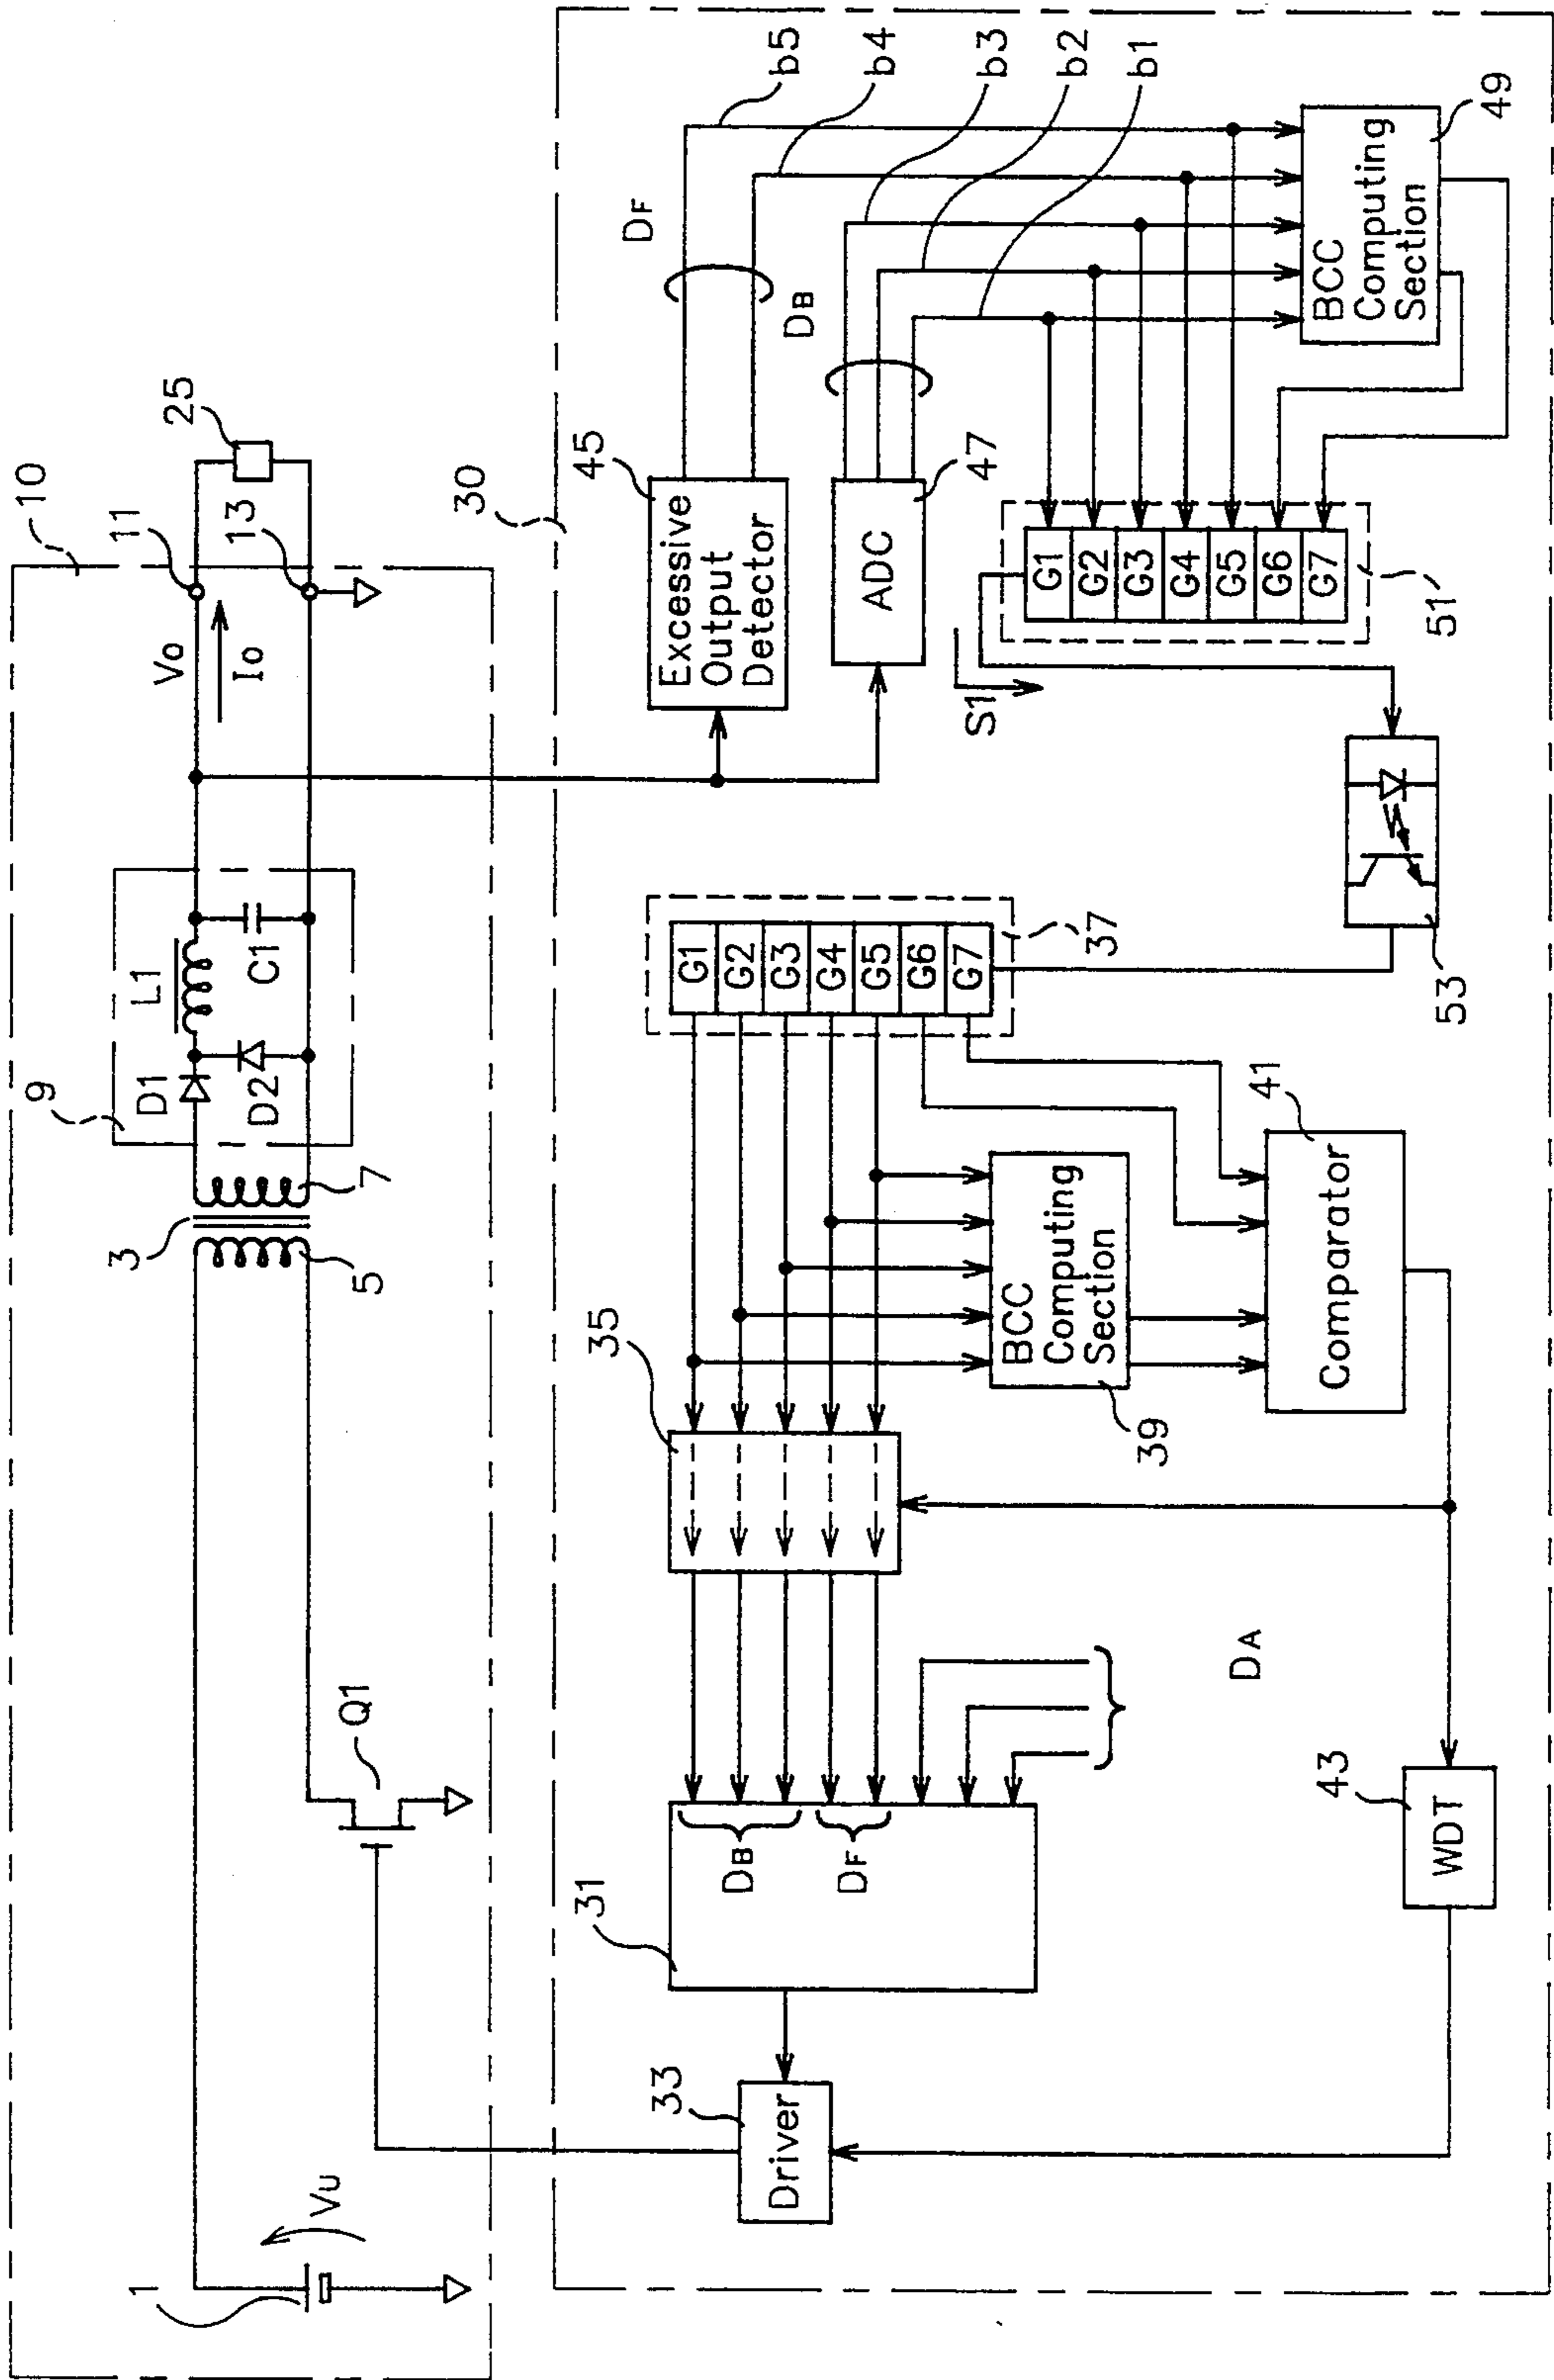 10
11
13
25
Vo
Io
9
D1
L1
D2
C1
3
7
5
1
Vu
Q1
30
45
Excessive
Output
Detector
DF
b5
b4
b3
b2
b1
DB
47
ADC
49
BCC
Computing
Section
G1
G2
G3
G4
G5
G6
G7
51
S1
53
37
G1
G2
G3
G4
G5
G6
G7
35
39
BCC
Computing
Section
41
Comparator
31
DB
DF
DA
33
Driver
43
WDT